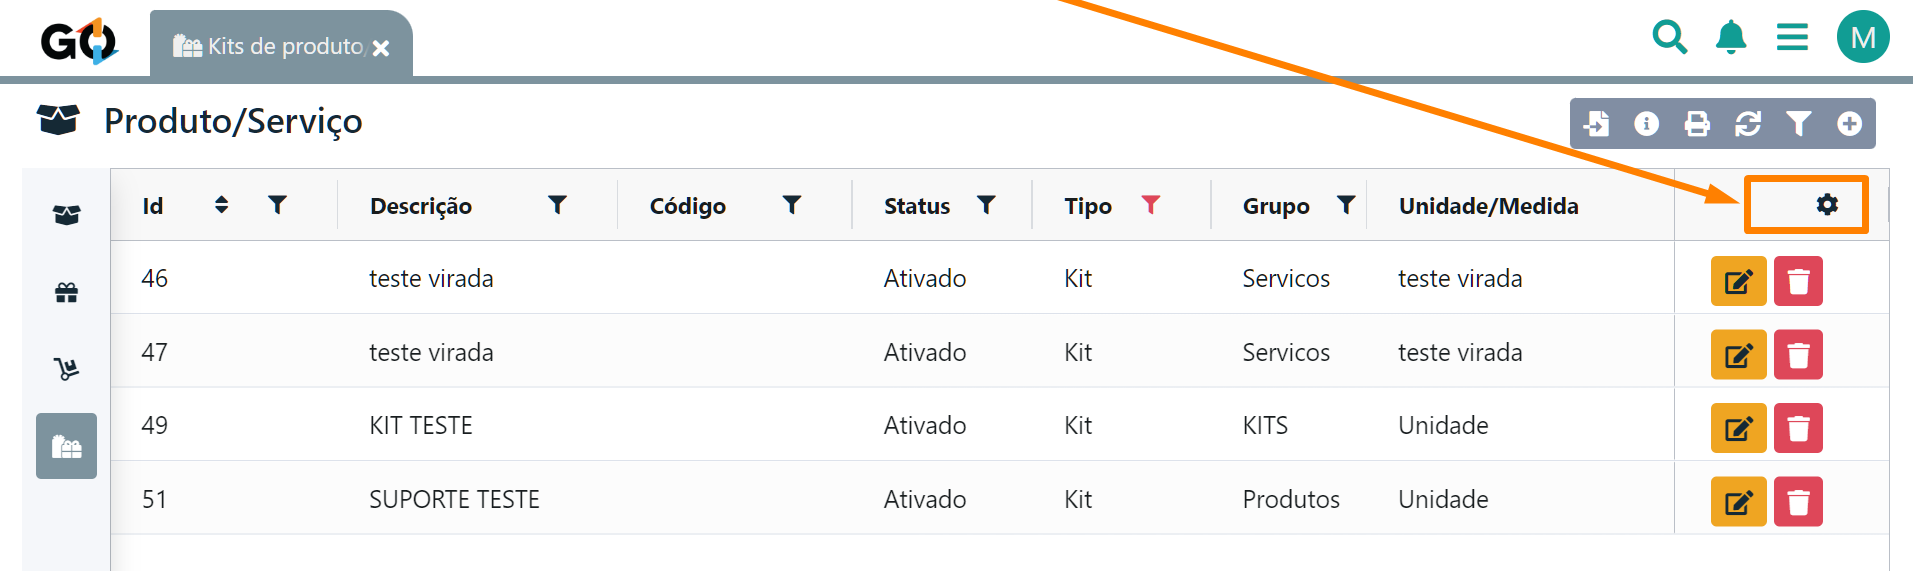 GO
Kits de produto/
M
Produto/Serviço
Id Descrição Código Status Tipo Grupo Unidade/Medida
46 teste virada Ativado Kit Servicos teste virada
47 teste virada Ativado Kit Servicos teste virada
49 KIT TESTE Ativado Kit KITS Unidade
51 SUPORTE TESTE Ativado Kit Produtos Unidade